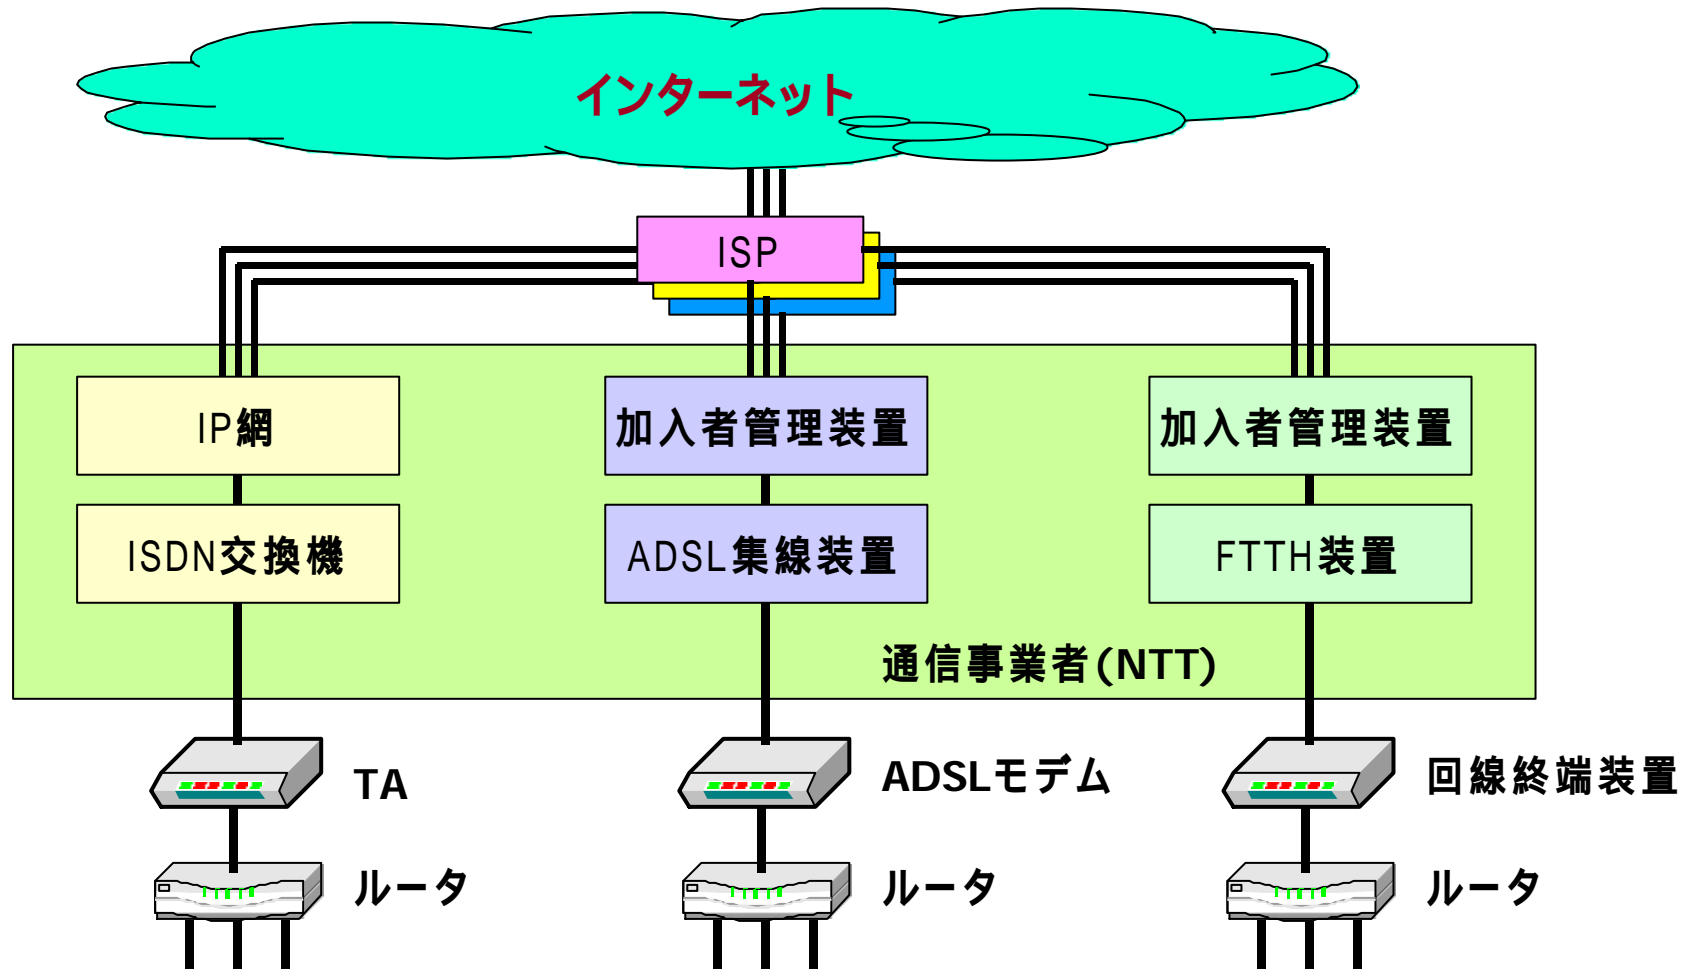 インターネット
ISP
IP網
加入者管理装置
加入者管理装置
ISDN交換機
ADSL集線装置
FTTH装置
通信事業者(NTT)
TA
ADSLモデム
回線終端装置
ルータ
ルータ
ルータ